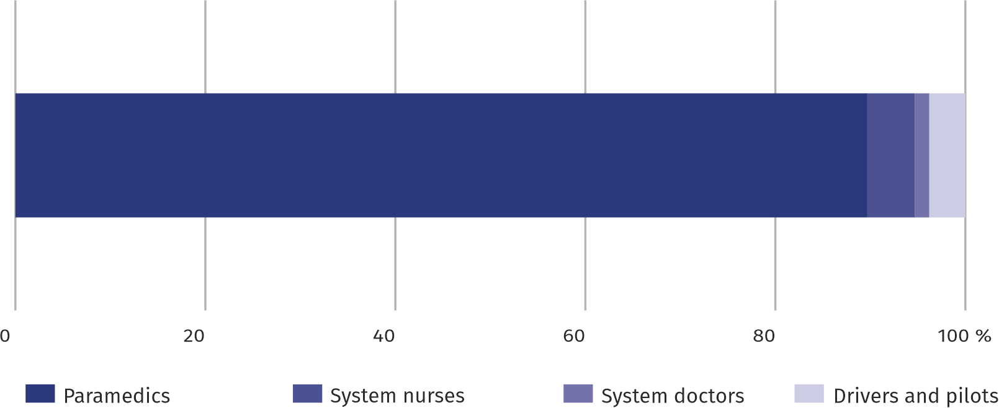 0 20 40 60 80 100 %
Paramedics System nurses System doctors Drivers and pilots